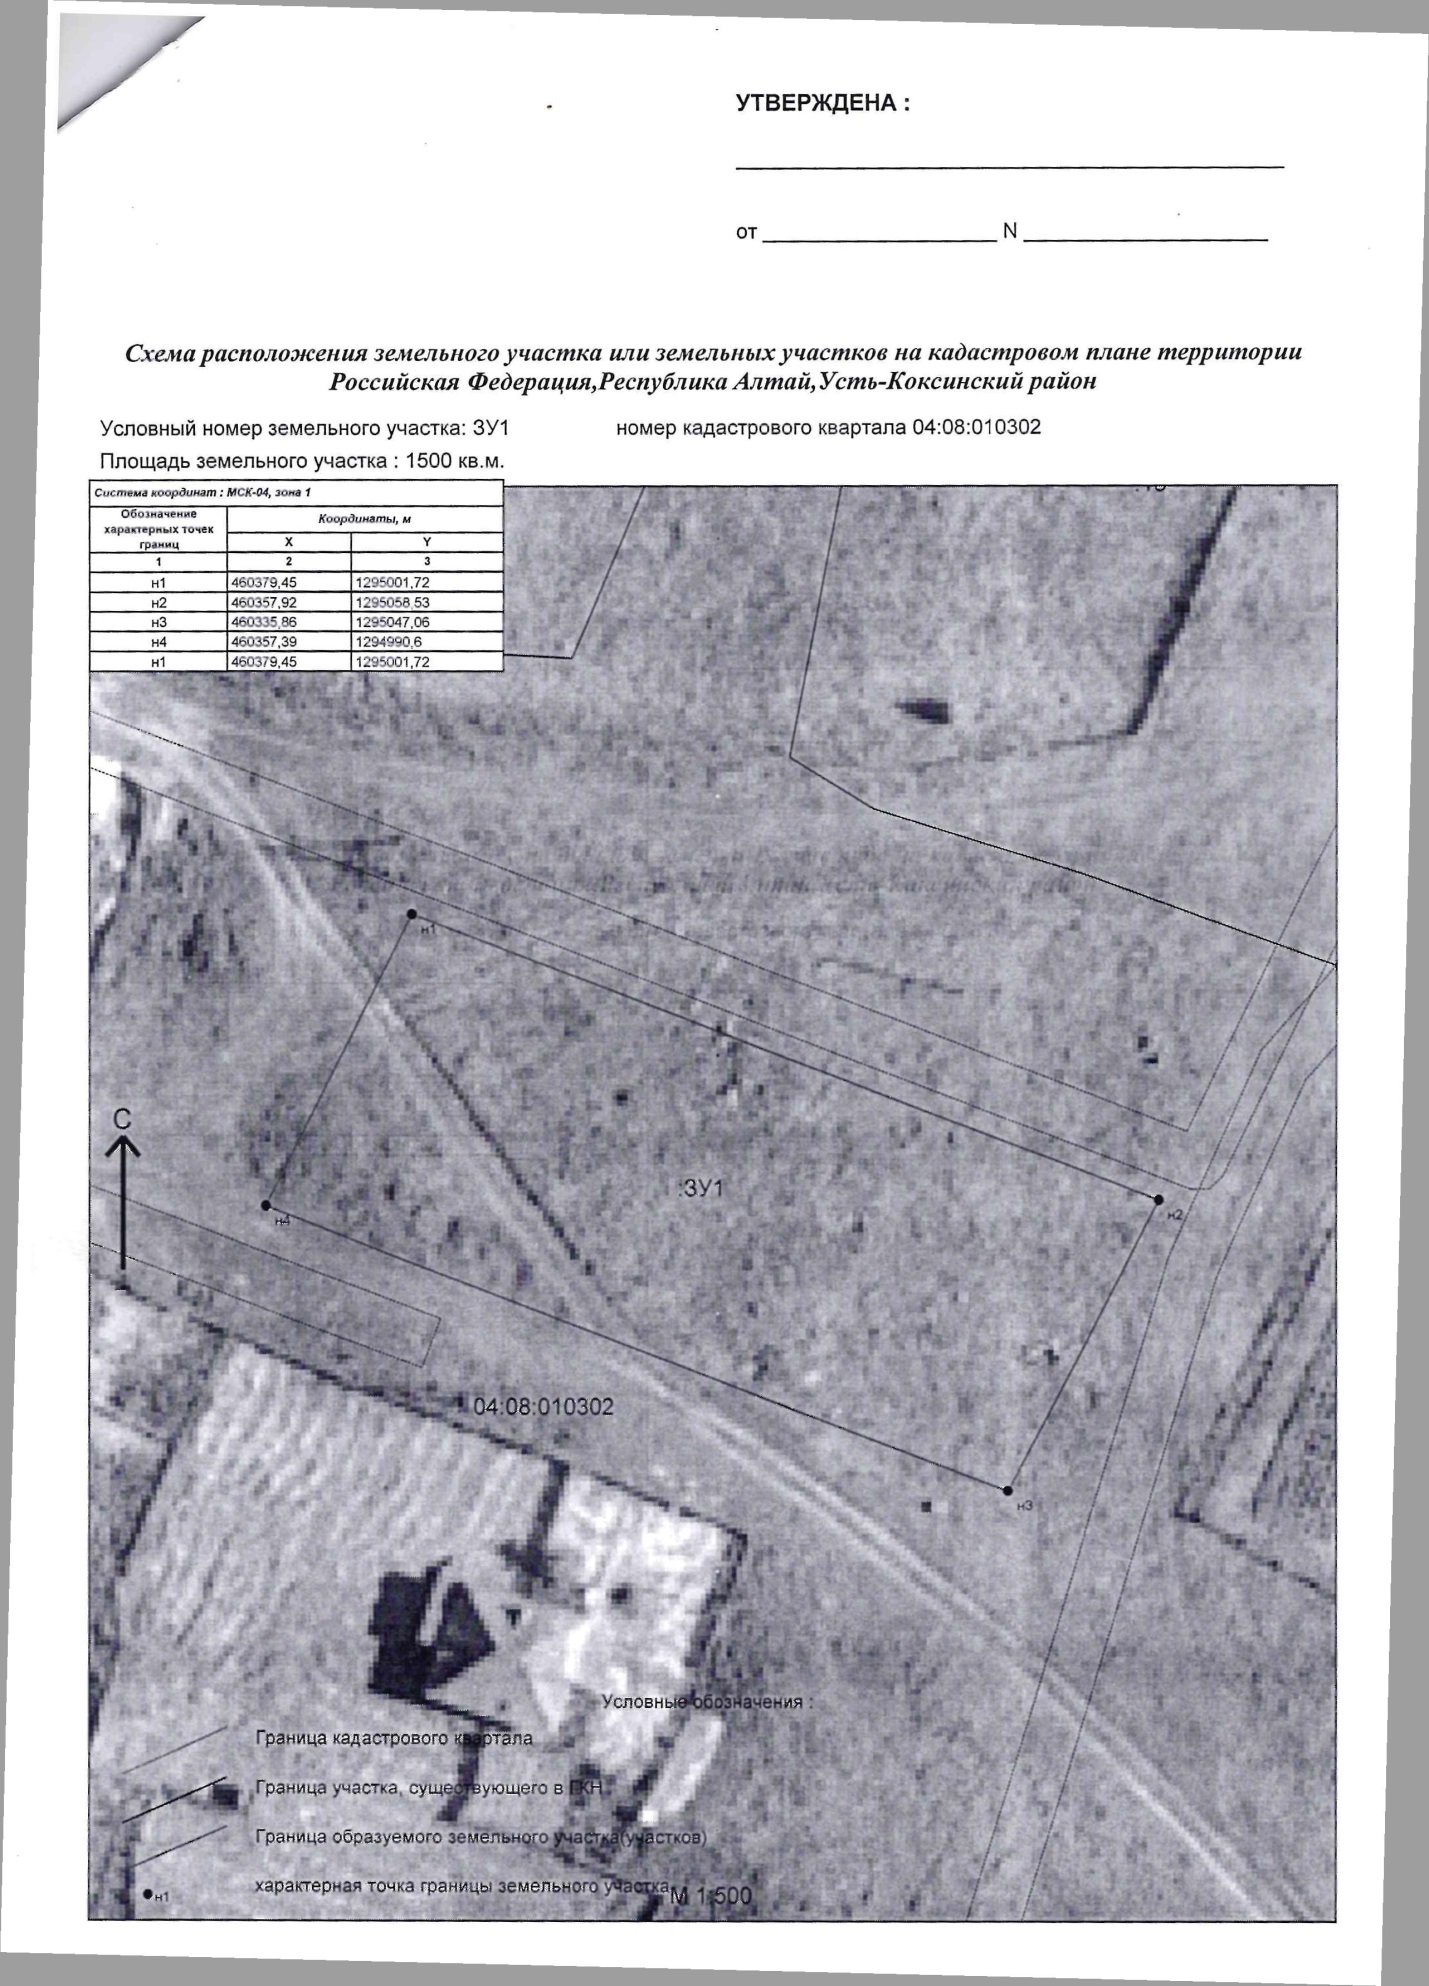 УТВЕРЖДЕНА :
от N
Схема расположения земельного участка или земельных участков на кадастровом плане территории
Российская Федерация,Республика Алтай,Усть-Коксинский район
Условный номер земельного участка: ЗУ1 номер кадастрового квартала 04:08:010302
Площадь земельного участка : 1500 кв.м.
Система координат : МСК-04, зона 1
Обозначение характерных точек границ Координаты, м
X Y
1 2 3
н1 460379,45 1295001,72
н2 460357,92 1295058,53
н3 460335,86 1295047,06
н4 460357,39 1294990,6
н1 460379,45 1295001,72
н1
С
:ЗУ1
н4
н2
04:08:010302
н3
Условные обозначения :
Граница кадастрового квартала
Граница участка, существующего в ГКН
Граница образуемого земельного участка(участков)
н1 характерная точка границы земельного участка
М 1:500